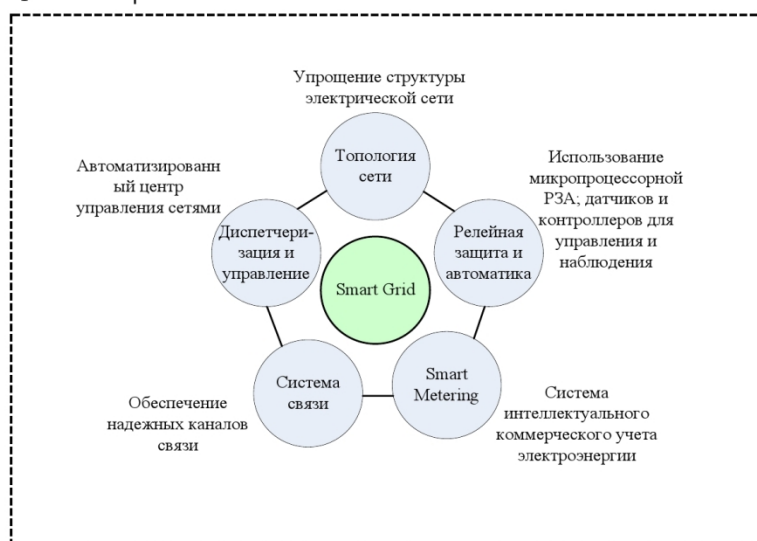 Упрощение структуры
электрической сети
Топология
сети
Автоматизированн
ый центр
управления сетями
Использование
микропроцессорной
РЗА; датчиков и
контроллеров для
управления и
наблюдения
Диспетчери-
зация и
управление
Релейная
защита и
автоматика
Smart Grid
Система
связи
Smart
Metering
Обеспечение
надежных каналов
связи
Система
интеллектуального
коммерческого учета
электроэнергии